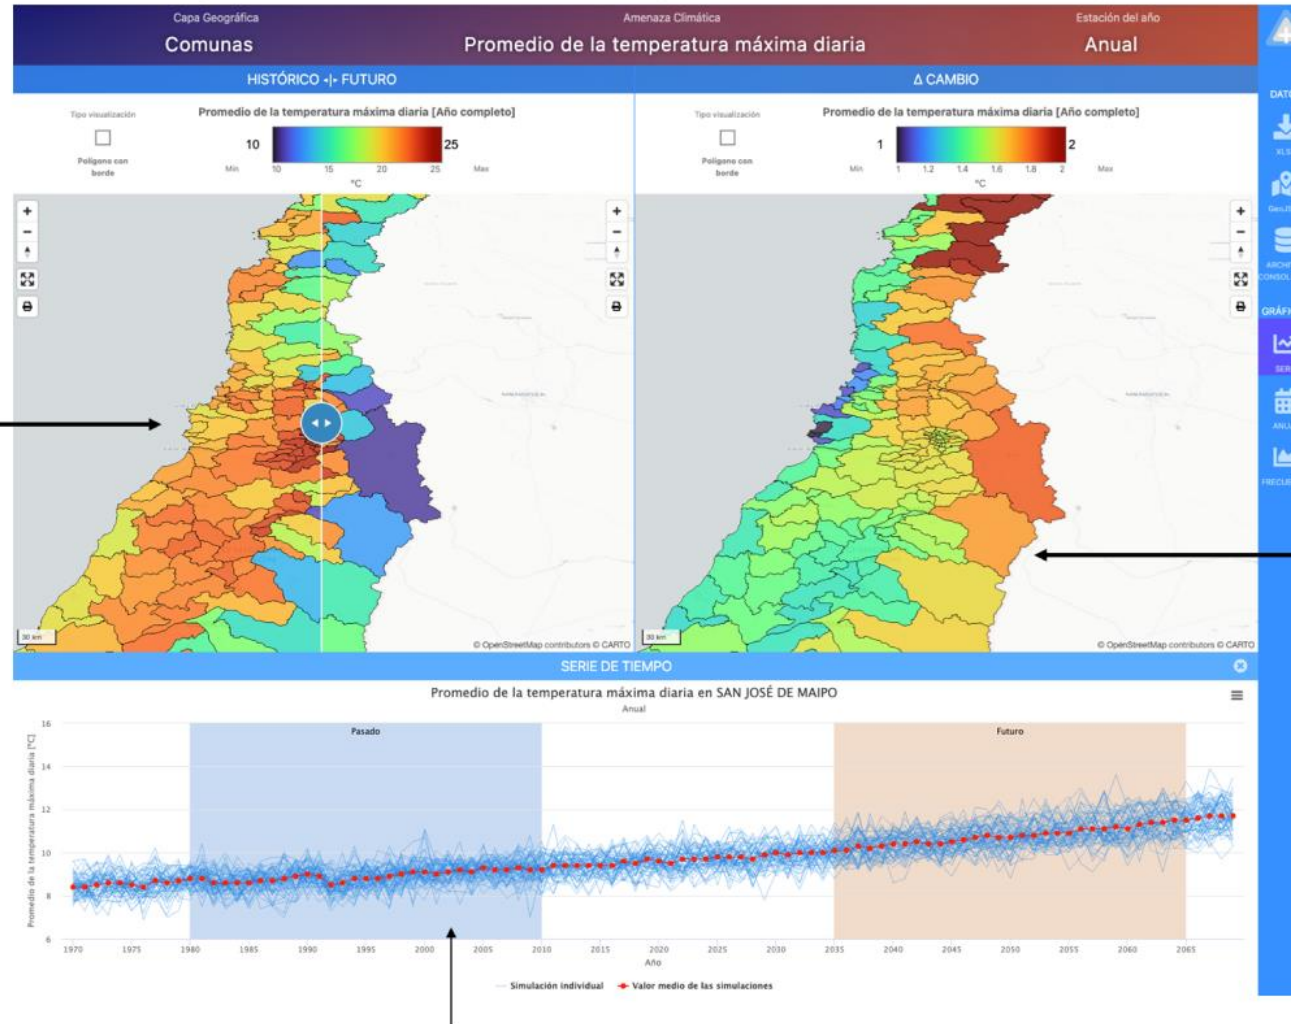 Capa Geográfica
Amenaza Climática
Estación del año
Comunas
Promedio de la temperatura máxima diaria
Anual
HISTÓRICO ◂|▸ FUTURO
Δ CAMBIO
Tipo visualización
Polígono con
borde
Promedio de la temperatura máxima diaria [Año completo]
10
25
Min
10
15
20
25
Max
°C
Tipo visualización
Polígono con
borde
Promedio de la temperatura máxima diaria [Año completo]
1
2
Min
1
1.2
1.4
1.6
1.8
2
Max
°C
30 km
© OpenStreetMap contributors © CARTO
30 km
© OpenStreetMap contributors © CARTO
SERIE DE TIEMPO
Promedio de la temperatura máxima diaria en SAN JOSÉ DE MAIPO
Anual
Promedio de la temperatura máxima diaria [°C]
16
14
12
10
8
6
Pasado
Futuro
1970
1975
1980
1985
1990
1995
2000
2005
2010
2015
2020
2025
2030
2035
2040
2045
2050
2055
2060
2065
Año
Simulación individual
Valor medio de las simulaciones